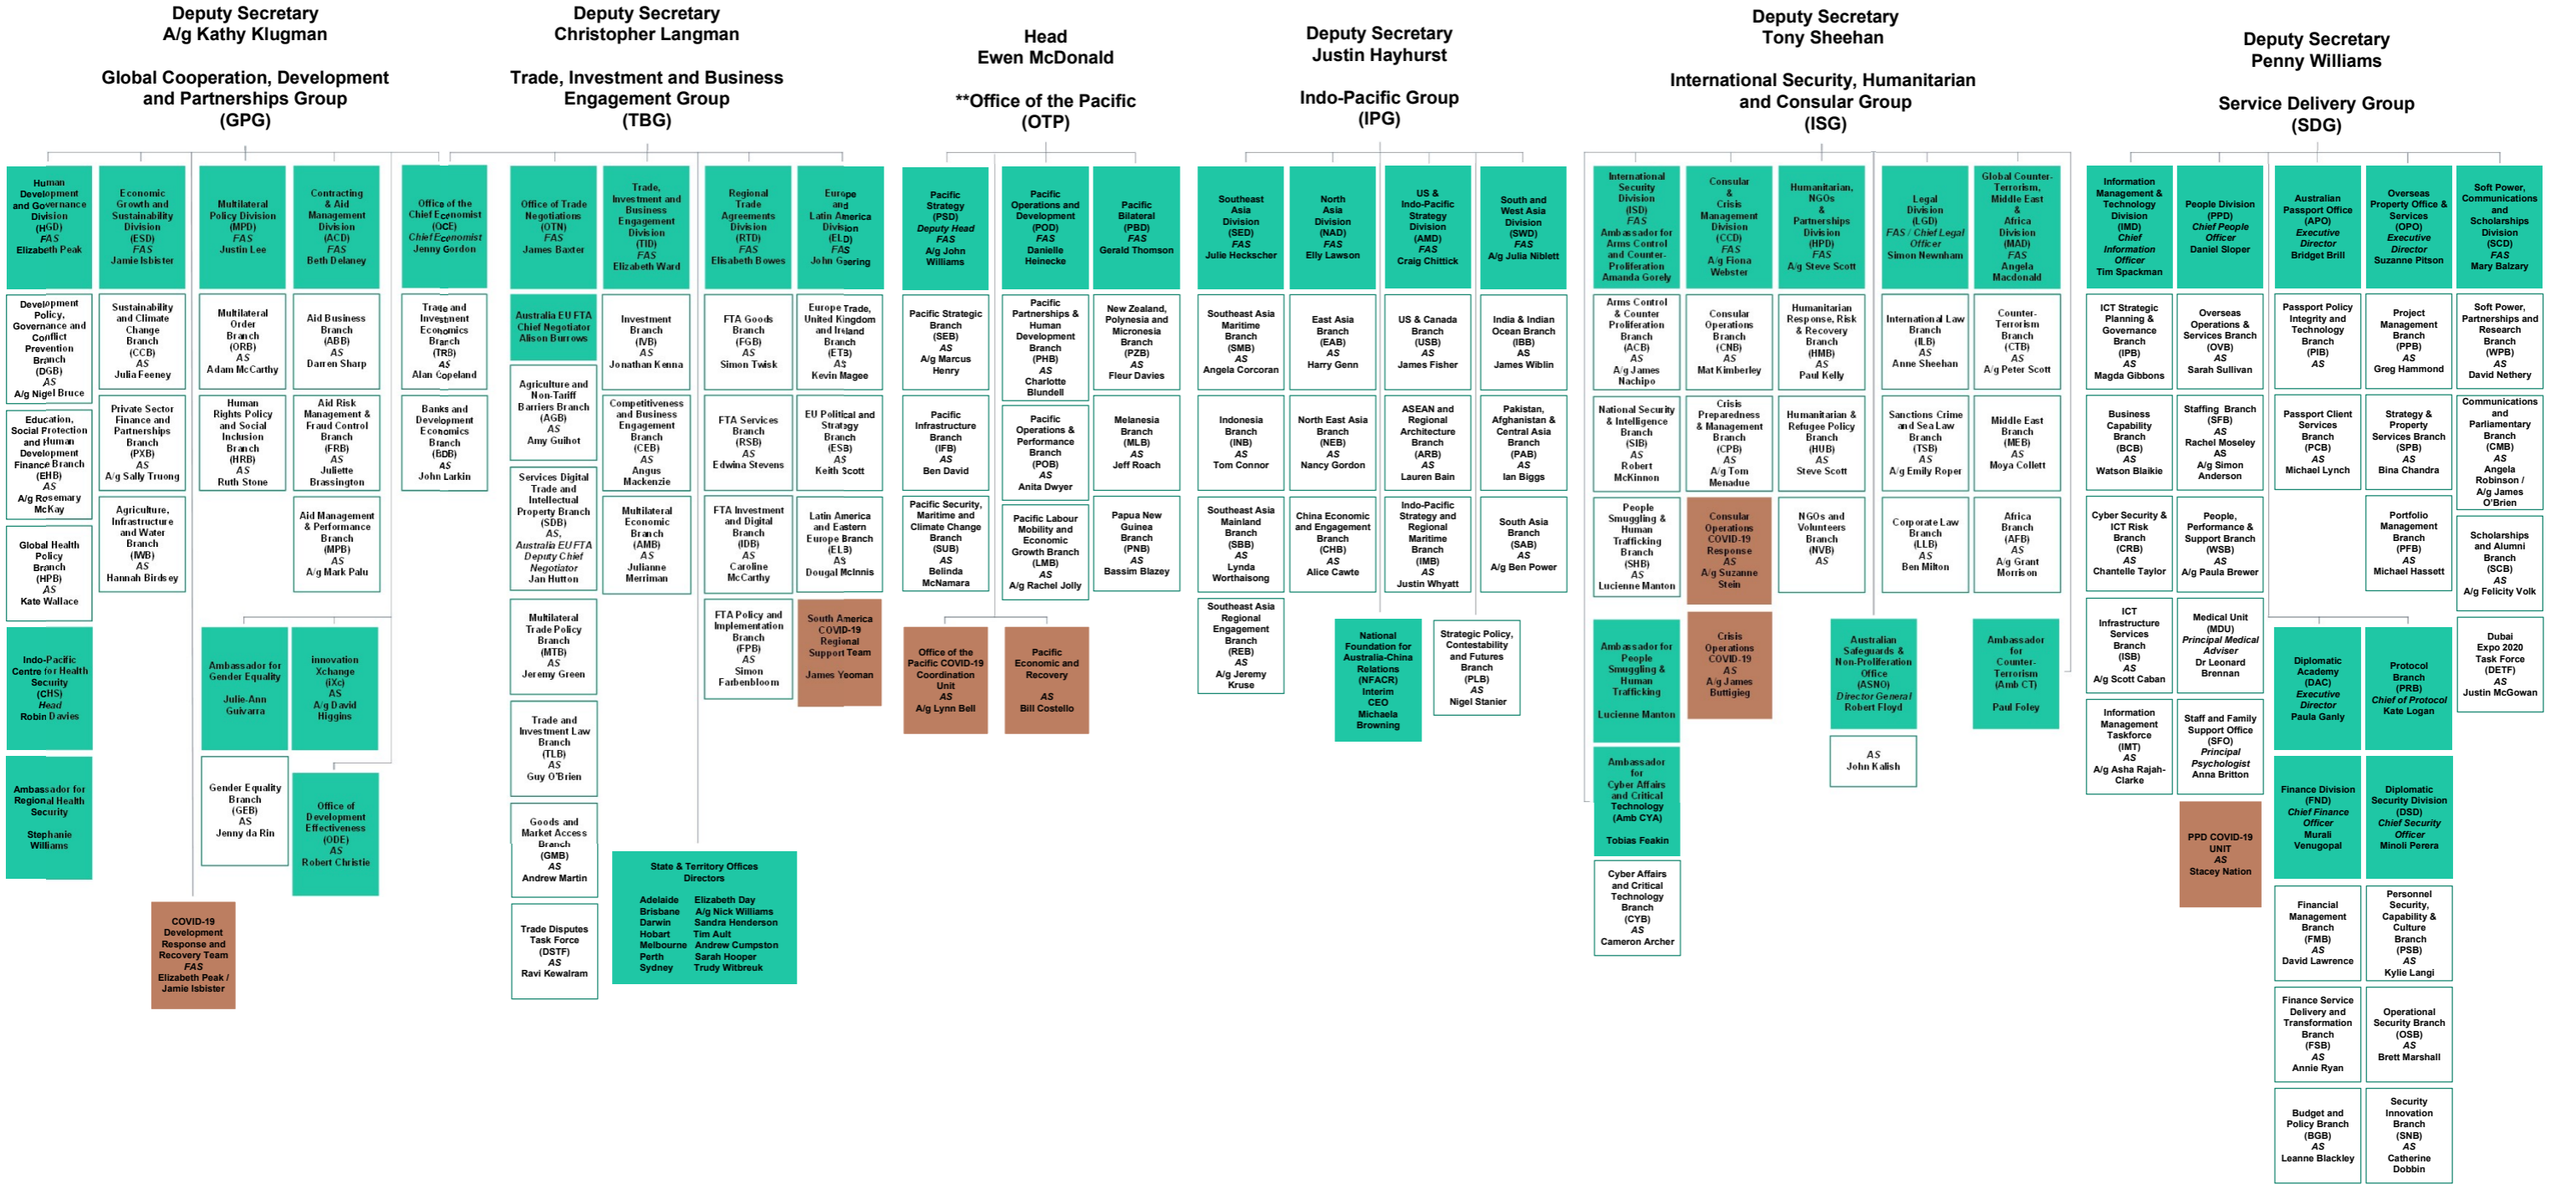 Deputy Secretary
A/g Kathy Klugman
Global Cooperation, Development
and Partnerships Group
(GPG)
Human
Development
and Governance
Division
(HGD)
FAS
Elizabeth Peak
Development
Policy,
Governance and
Conflict
Prevention
Branch
(DGB)
AS
A/g Nigel Bruce
Education,
Social Protection
and Human
Development
Finance Branch
(EHB)
AS
A/g Rosemary
McKay
Global Health
Policy
Branch
(HPB)
AS
Kate Wallace
Indo-Pacific
Centre for Health
Security
(CHS)
Head
Robin Davies
Ambassador for
Regional Health
Security
Stephanie
Williams
Economic
Growth and
Sustainability
Division
(ESD)
FAS
Jamie Isbister
Sustainability
and Climate
Change
Branch
(CCB)
AS
Julia Feeney
Private Sector
Finance and
Partnerships
Branch
(PXB)
AS
A/g Sally Truong
Agriculture,
Infrastructure
and Water
Branch
(IWB)
AS
Hannah Birdsey
Multilateral
Policy Division
(MPD)
FAS
Justin Lee
Multilateral
Order
Branch
(ORB)
AS
Adam McCarthy
Human
Rights Policy
and Social
Inclusion
Branch
(HRB)
AS
Ruth Stone
Contracting
& Aid
Management
Division
(ACD)
FAS
Beth Delaney
Aid Business
Branch
(ABB)
AS
Darren Sharp
Aid Risk
Management &
Fraud Control
Branch
(FRB)
AS
Juliette
Brassington
Aid Management
& Performance
Branch
(MPB)
AS
A/g Mark Palu
Office of the
Chief Economist
(OCE)
Chief Economist
Jenny Gordon
Trade and
Investment
Economics
Branch
(TRB)
AS
Alan Copeland
Banks and
Development
Economics
Branch
(BDB)
AS
John Larkin
Ambassador for
Gender Equality
Julie-Ann
Guivarra
Gender Equality
Branch
(GEB)
AS
Jenny da Rin
innovation
Xchange
(iXc)
AS
A/g David
Higgins
Office of
Development
Effectiveness
(ODE)
AS
Robert Christie
COVID-19
Development
Response and
Recovery Team
FAS
Elizabeth Peak /
Jamie Isbister
Deputy Secretary
Christopher Langman
Trade, Investment and Business
Engagement Group
(TBG)
Office of Trade
Negotiations
(OTN)
FAS
James Baxter
Australia EU FTA
Chief Negotiator
Alison Burrows
Agriculture and
Non-Tariff
Barriers Branch
(AGB)
AS
Amy Guihot
Services Digital
Trade and
Intellectual
Property Branch
(SDB)
AS,
Australia EU FTA
Deputy Chief
Negotiator
Jan Hutton
Multilateral
Trade Policy
Branch
(MTB)
AS
Jeremy Green
Trade and
Investment Law
Branch
(TLB)
AS
Guy O'Brien
Goods and
Market Access
Branch
(GMB)
AS
Andrew Martin
Trade Disputes
Task Force
(DSTF)
AS
Ravi Kewalram
Trade,
Investment and
Business
Engagement
Division
(TID)
FAS
Elizabeth Ward
Investment
Branch
(IVB)
AS
Jonathan Kenna
Competitiveness
and Business
Engagement
Branch
(CEB)
AS
Angus
Mackenzie
Multilateral
Economic
Branch
(AMB)
AS
Julianne
Merriman
Regional
Trade
Agreements
Division
(RTD)
FAS
Elisabeth Bowes
FTA Goods
Branch
(FGB)
AS
Simon Twisk
FTA Services
Branch
(RSB)
AS
Edwina Stevens
FTA Investment
and Digital
Branch
(IDB)
AS
Caroline
McCarthy
FTA Policy and
Implementation
Branch
(FPB)
AS
Simon
Farbenbloom
Europe
and
Latin America
Division
(ELD)
FAS
John Geering
Europe Trade,
United Kingdom
and Ireland
Branch
(ETB)
AS
Kevin Magee
EU Political and
Strategy
Branch
(ESB)
AS
Keith Scott
Latin America
and Eastern
Europe Branch
(ELB)
AS
Dougal McInnis
South America
COVID-19
Regional
Support Team
James Yeoman
State & Territory Offices
Directors
Adelaide Elizabeth Day
Brisbane A/g Nick Williams
Darwin Sandra Henderson
Hobart Tim Ault
Melbourne Andrew Cumpston
Perth Sarah Hooper
Sydney Trudy Witbreuk
Head
Ewen McDonald
**Office of the Pacific
(OTP)
Pacific
Strategy
(PSD)
Deputy Head
FAS
A/g John
Williams
Pacific Strategic
Branch
(SEB)
AS
A/g Marcus
Henry
Pacific
Infrastructure
Branch
(IFB)
AS
Ben David
Pacific Security,
Maritime and
Climate Change
Branch
(SUB)
AS
Belinda
McNamara
Pacific
Operations and
Development
(POD)
FAS
Danielle
Heinecke
Pacific
Partnerships &
Human
Development
Branch
(PHB)
AS
Charlotte
Blundell
Pacific
Operations &
Performance
Branch
(POB)
AS
Anita Dwyer
Pacific Labour
Mobility and
Economic
Growth Branch
(LMB)
AS
A/g Rachel Jolly
Pacific
Bilateral
(PBD)
FAS
Gerald Thomson
New Zealand,
Polynesia and
Micronesia
Branch
(PZB)
AS
Fleur Davies
Melanesia
Branch
(MLB)
AS
Jeff Roach
Papua New
Guinea
Branch
(PNB)
AS
Bassim Blazey
Office of the
Pacific COVID-19
Coordination
Unit
AS
A/g Lynn Bell
Pacific
Economic and
Recovery
AS
Bill Costello
Deputy Secretary
Justin Hayhurst
Indo-Pacific Group
(IPG)
Southeast
Asia
Division
(SED)
FAS
Julie Heckscher
Southeast Asia
Maritime
Branch
(SMB)
AS
Angela Corcoran
Indonesia
Branch
(INB)
AS
Tom Connor
Southeast Asia
Mainland
Branch
(SBB)
AS
Lynda
Worthaisong
Southeast Asia
Regional
Engagement
Branch
(REB)
AS
A/g Jeremy
Kruse
North
Asia
Division
(NAD)
FAS
Elly Lawson
East Asia
Branch
(EAB)
AS
Harry Genn
North East Asia
Branch
(NEB)
AS
Nancy Gordon
China Economic
and Engagement
Branch
(CHB)
AS
Alice Cawte
US &
Indo-Pacific
Strategy
Division
(AMD)
FAS
Craig Chittick
US & Canada
Branch
(USB)
AS
James Fisher
ASEAN and
Regional
Architecture
Branch
(ARB)
AS
Lauren Bain
Indo-Pacific
Strategy and
Regional
Maritime
Branch
(IMB)
AS
Justin Whyatt
South and
West Asia
Division
(SWD)
FAS
A/g Julia Niblett
India & Indian
Ocean Branch
(IBB)
AS
James Wiblin
Pakistan,
Afghanistan &
Central Asia
Branch
(PAB)
AS
Ian Biggs
South Asia
Branch
(SAB)
AS
A/g Ben Power
National
Foundation for
Australia-China
Relations
(NFACR)
Interim
CEO
Michaela
Browning
Strategic Policy,
Contestability
and Futures
Branch
(PLB)
AS
Nigel Stanier
Deputy Secretary
Tony Sheehan
International Security, Humanitarian
and Consular Group
(ISG)
International
Security
Division
(ISD)
FAS
Ambassador for
Arms Control
and Counter-
Proliferation
Amanda Gorely
Arms Control
& Counter
Proliferation
Branch
(ACB)
AS
A/g James
Nachipo
National Security
& Intelligence
Branch
(SIB)
AS
Robert
McKinnon
People
Smuggling &
Human
Trafficking
Branch
(SHB)
AS
Lucienne Manton
Ambassador for
People
Smuggling &
Human
Trafficking
Lucienne Manton
Ambassador
for
Cyber Affairs
and Critical
Technology
(Amb CYA)
Tobias Feakin
Cyber Affairs
and Critical
Technology
Branch
(CYB)
AS
Cameron Archer
Consular
&
Crisis
Management
Division
(CCD)
FAS
A/g Fiona
Webster
Consular
Operations
Branch
(CNB)
AS
Mat Kimberley
Crisis
Preparedness
& Management
Branch
(CPB)
AS
A/g Tom
Menadue
Consular
Operations
COVID-19
Response
AS
A/g Suzanne
Stein
Crisis
Operations
COVID-19
AS
A/g James
Buttigieg
Humanitarian,
NGOs
&
Partnerships
Division
(HPD)
FAS
A/g Steve Scott
Humanitarian
Response, Risk
& Recovery
Branch
(HMB)
AS
Paul Kelly
Humanitarian &
Refugee Policy
Branch
(HUB)
AS
Steve Scott
NGOs and
Volunteers
Branch
(NVB)
AS
Legal
Division
(LGD)
FAS / Chief Legal
Officer
Simon Newnham
International Law
Branch
(ILB)
AS
Anne Sheehan
Sanctions Crime
and Sea Law
Branch
(TSB)
AS
A/g Emily Roper
Corporate Law
Branch
(LLB)
AS
Ben Milton
Global Counter-
Terrorism,
Middle East
&
Africa
Division
(MAD)
FAS
Angela
Macdonald
Counter-
Terrorism
Branch
(CTB)
AS
A/g Peter Scott
Middle East
Branch
(MEB)
AS
Moya Collett
Africa
Branch
(AFB)
AS
A/g Grant
Morrison
Australian
Safeguards &
Non-Proliferation
Office
(ASNO)
Director General
Robert Floyd
AS
John Kalish
Ambassador
for
Counter-
Terrorism
(Amb CT)
Paul Foley
Deputy Secretary
Penny Williams
Service Delivery Group
(SDG)
Information
Management &
Technology
Division
(IMD)
Chief
Information
Officer
Tim Spackman
ICT Strategic
Planning &
Governance
Branch
(IPB)
AS
Magda Gibbons
Business
Capability
Branch
(BCB)
AS
Watson Blaikie
Cyber Security &
ICT Risk
Branch
(CRB)
AS
Chantelle Taylor
ICT
Infrastructure
Services
Branch
(ISB)
AS
A/g Scott Caban
Information
Management
Taskforce
(IMT)
AS
A/g Asha Rajah-
Clarke
People Division
(PPD)
Chief People
Officer
Daniel Sloper
Overseas
Operations &
Services Branch
(OVB)
AS
Sarah Sullivan
Staffing Branch
(SFB)
AS
Rachel Moseley
AS
A/g Simon
Anderson
People,
Performance &
Support Branch
(WSB)
AS
A/g Paula Brewer
Medical Unit
(MDU)
Principal Medical
Adviser
Dr Leonard
Brennan
Staff and Family
Support Office
(SFO)
Principal
Psychologist
Anna Britton
PPD COVID-19
UNIT
AS
Stacey Nation
Australian
Passport Office
(APO)
Executive
Director
Bridget Brill
Passport Policy
Integrity and
Technology
Branch
(PIB)
AS
Passport Client
Services
Branch
(PCB)
AS
Michael Lynch
Overseas
Property Office &
Services
(OPO)
Executive
Director
Suzanne Pitson
Project
Management
Branch
(PPB)
AS
Greg Hammond
Strategy &
Property
Services Branch
(SPB)
AS
Bina Chandra
Portfolio
Management
Branch
(PFB)
AS
Michael Hassett
Soft Power,
Communications
and
Scholarships
Division
(SCD)
FAS
Mary Balzary
Soft Power,
Partnerships and
Research
Branch
(WPB)
AS
David Nethery
Communications
and
Parliamentary
Branch
(CMB)
AS
Angela
Robinson /
A/g James
O'Brien
Scholarships
and Alumni
Branch
(SCB)
AS
A/g Felicity Volk
Dubai
Expo 2020
Task Force
(DETF)
AS
Justin McGowan
Diplomatic
Academy
(DAC)
Executive
Director
Paula Ganly
Finance Division
(FND)
Chief Finance
Officer
Murali
Venugopal
Financial
Management
Branch
(FMB)
AS
David Lawrence
Finance Service
Delivery and
Transformation
Branch
(FSB)
AS
Annie Ryan
Budget and
Policy Branch
(BGB)
AS
Leanne Blackley
Protocol
Branch
(PRB)
Chief of Protocol
Kate Logan
Diplomatic
Security Division
(DSD)
Chief Security
Officer
Minoli Perera
Personnel
Security,
Capability &
Culture
Branch
(PSB)
AS
Kylie Langi
Operational
Security Branch
(OSB)
AS
Brett Marshall
Security
Innovation
Branch
(SNB)
AS
Catherine
Dobbin